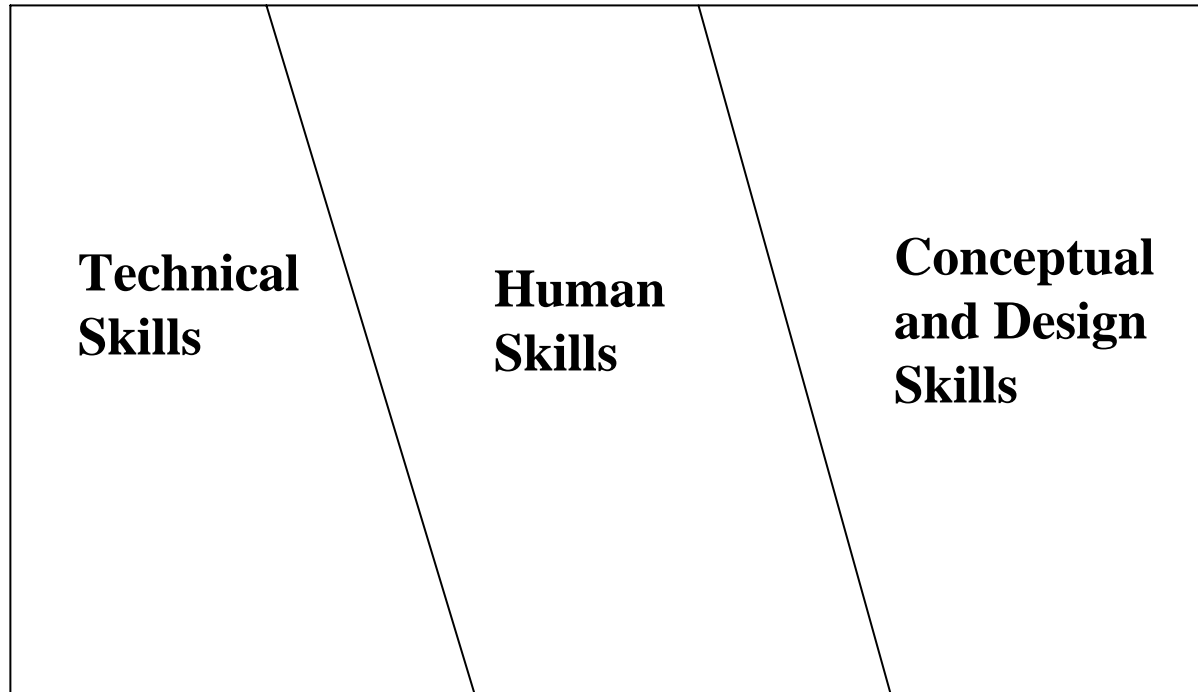 Technical
Skills
Human
Skills
Conceptual
and Design
Skills